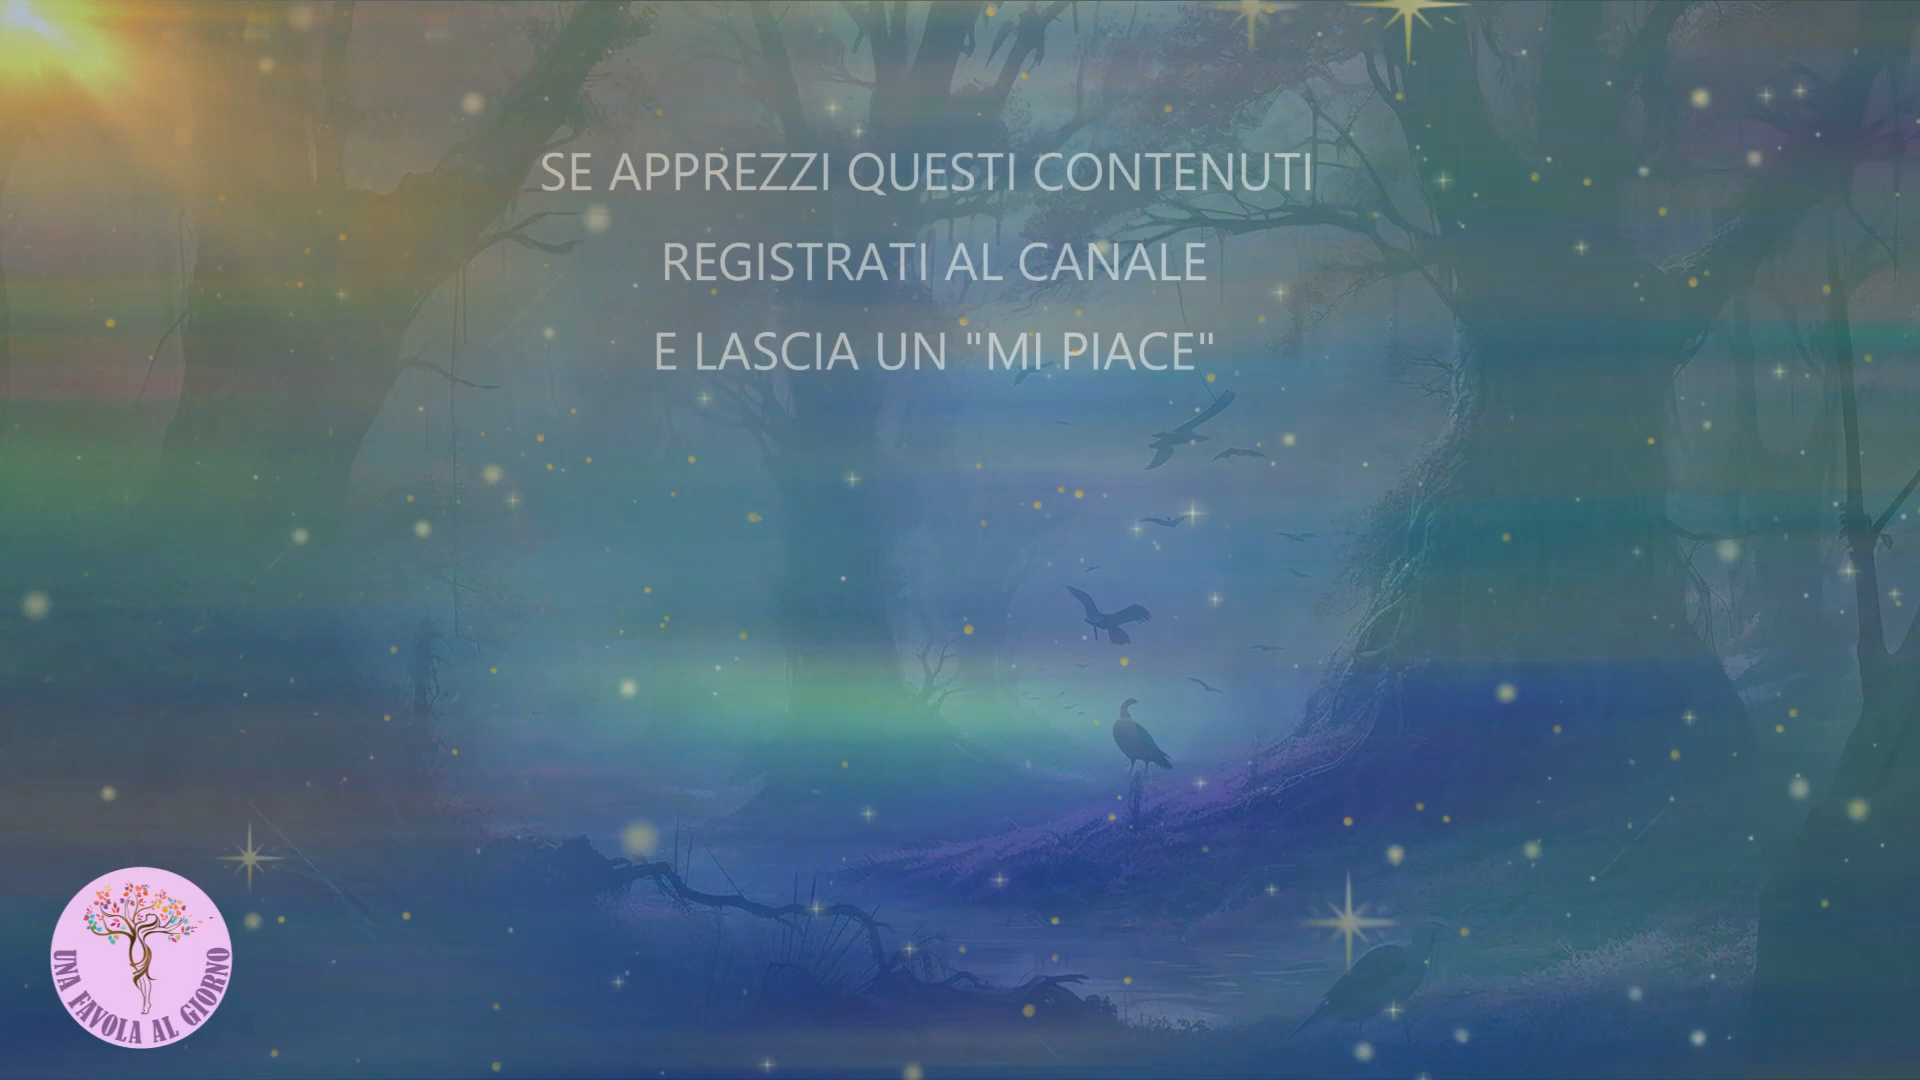 SE APPREZZI QUESTI CONTENUTI
REGISTRATI AL CANALE
E LASCIA UN "MI PIACE"
UNA FAVOLA AL GIORNO